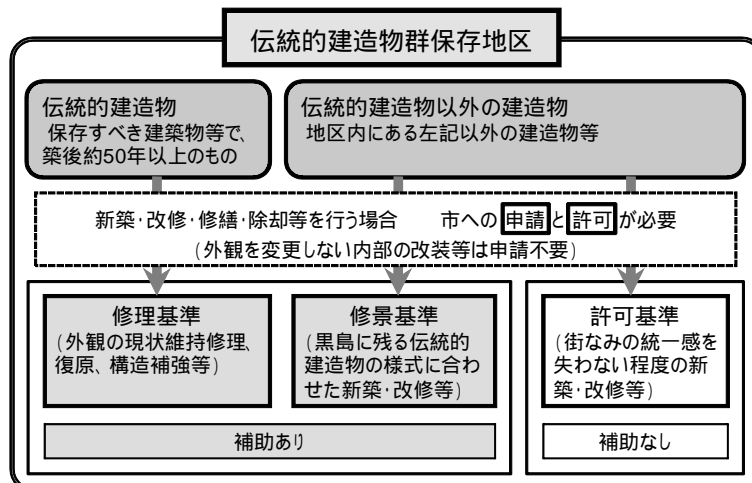 伝統的建造物群保存地区
伝統的建造物
保存すべき建築物等で、
築後約50年以上のもの
伝統的建造物以外の建造物
地区内にある左記以外の建造物等
新築・改修・修繕・除却等を行う場合　市への申請と許可が必要
(外観を変更しない内部の改装等は申請不要)
修理基準
(外観の現状維持修理、
復原、構造補強等)
修景基準
(黒島に残る伝統的
建造物の様式に合わ
せた新築・改修等)
許可基準
(街なみの統一感を
失わない程度の新
築・改修等)
補助あり
補助なし